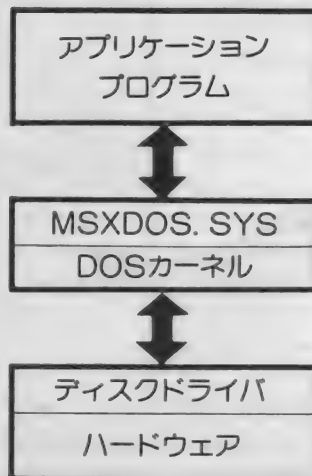 アプリケーション
プログラム
MSXDOS. SYS
DOSカーネル
ディスクドライバ
ハードウェア